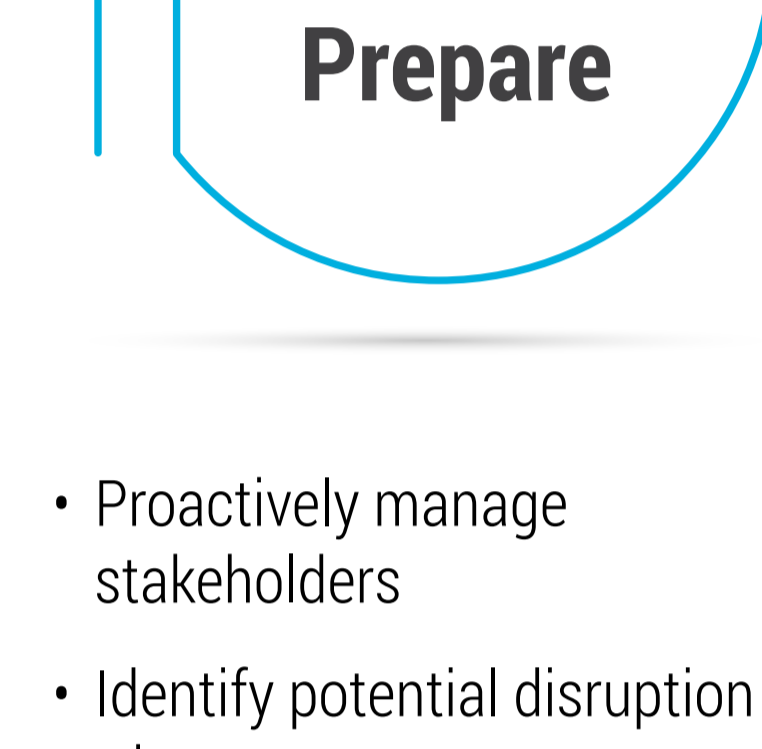 Prepare
• Proactively manage
stakeholders
• Identify potential disruption